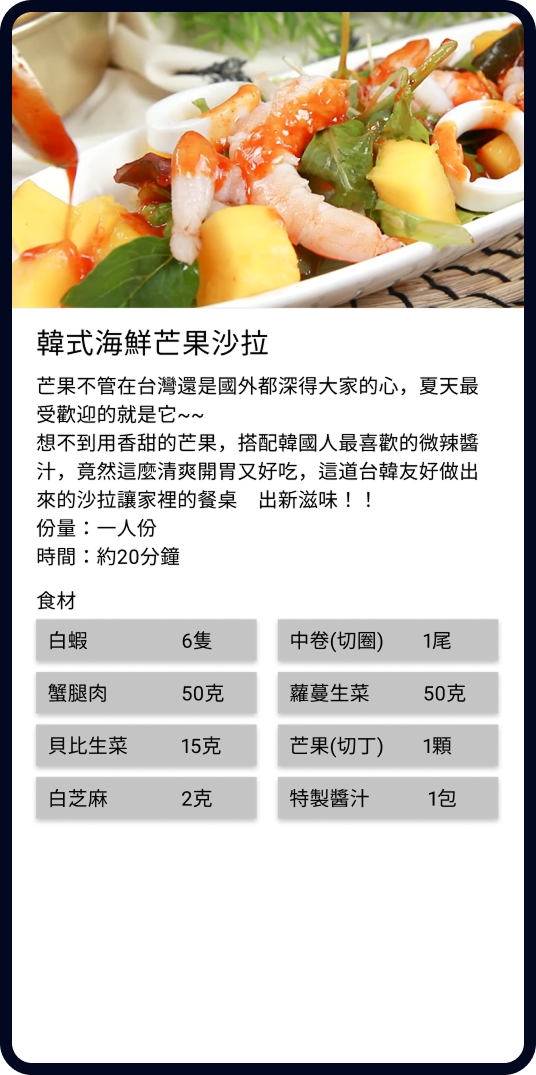 韓式海鮮芒果沙拉
芒果不管在台灣還是國外都深得大家的心，夏天最
受歡迎的就是它~~
想不到用香甜的芒果，搭配韓國人最喜歡的微辣醬
汁，竟然這麼清爽開胃又好吃，這道台韓友好做出
來的沙拉讓家裡的餐桌　出新滋味！！
份量：一人份
時間：約20分鐘
食材
白蝦 6隻 中卷(切圈) 1尾
蟹腿肉 50克 蘿蔓生菜 50克
貝比生菜 15克 芒果(切丁) 1顆
白芝麻 2克 特製醬汁 1包